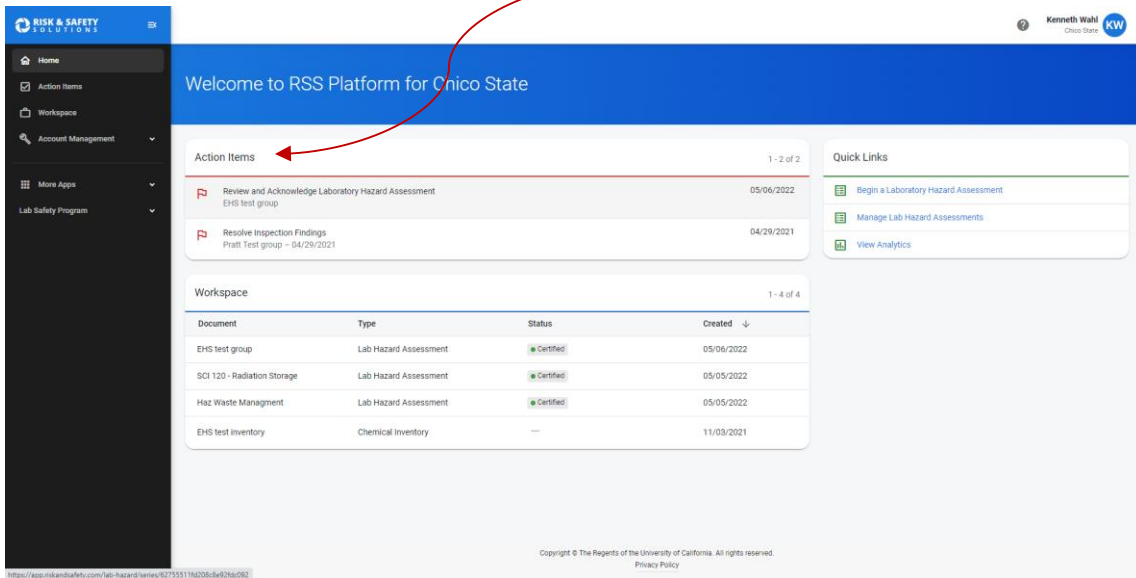 RISK & SAFETY
SOLUTIONS
Kenneth Wahl
Chico State
KW
Home
Action Items
Workspace
Account Management
More Apps
Lab Safety Program
Welcome to RSS Platform for Chico State
Action Items
1 - 2 of 2
Review and Acknowledge Laboratory Hazard Assessment
05/06/2022
EHS test group
Resolve Inspection Findings
04/29/2021
Pratt Test group – 04/29/2021
Quick Links
Begin a Laboratory Hazard Assessment
Manage Lab Hazard Assessments
View Analytics
Workspace
1 - 4 of 4
Document Type Status Created
EHS test group Lab Hazard Assessment Certified 05/06/2022
SCI 120 - Radiation Storage Lab Hazard Assessment Certified 05/05/2022
Haz Waste Managment Lab Hazard Assessment Certified 05/05/2022
EHS test inventory Chemical Inventory — 11/03/2021
Copyright © The Regents of the University of California. All rights reserved.
Privacy Policy